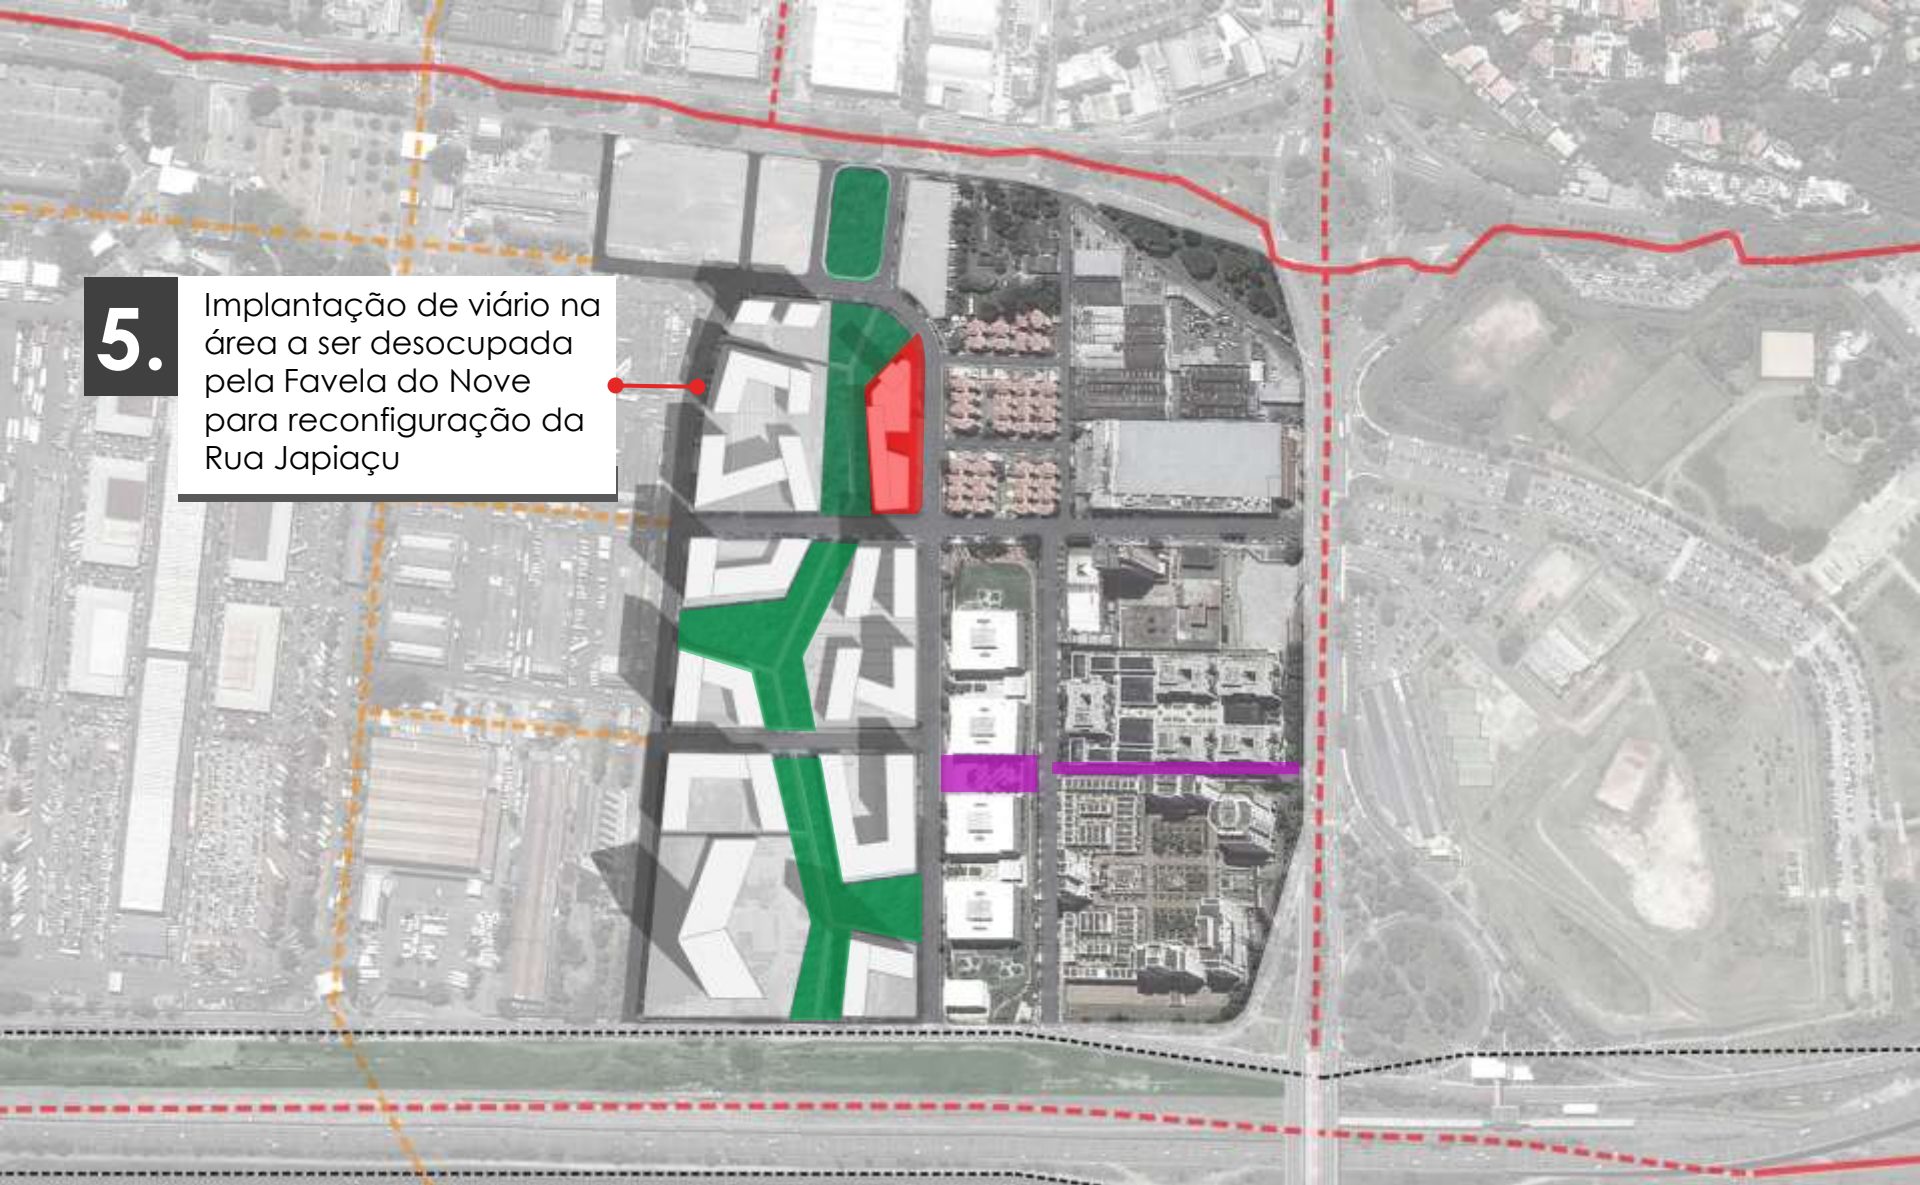 5.
Implantação de viário na
área a ser desocupada
pela Favela do Nove
para reconfiguração da
Rua Japiaçu